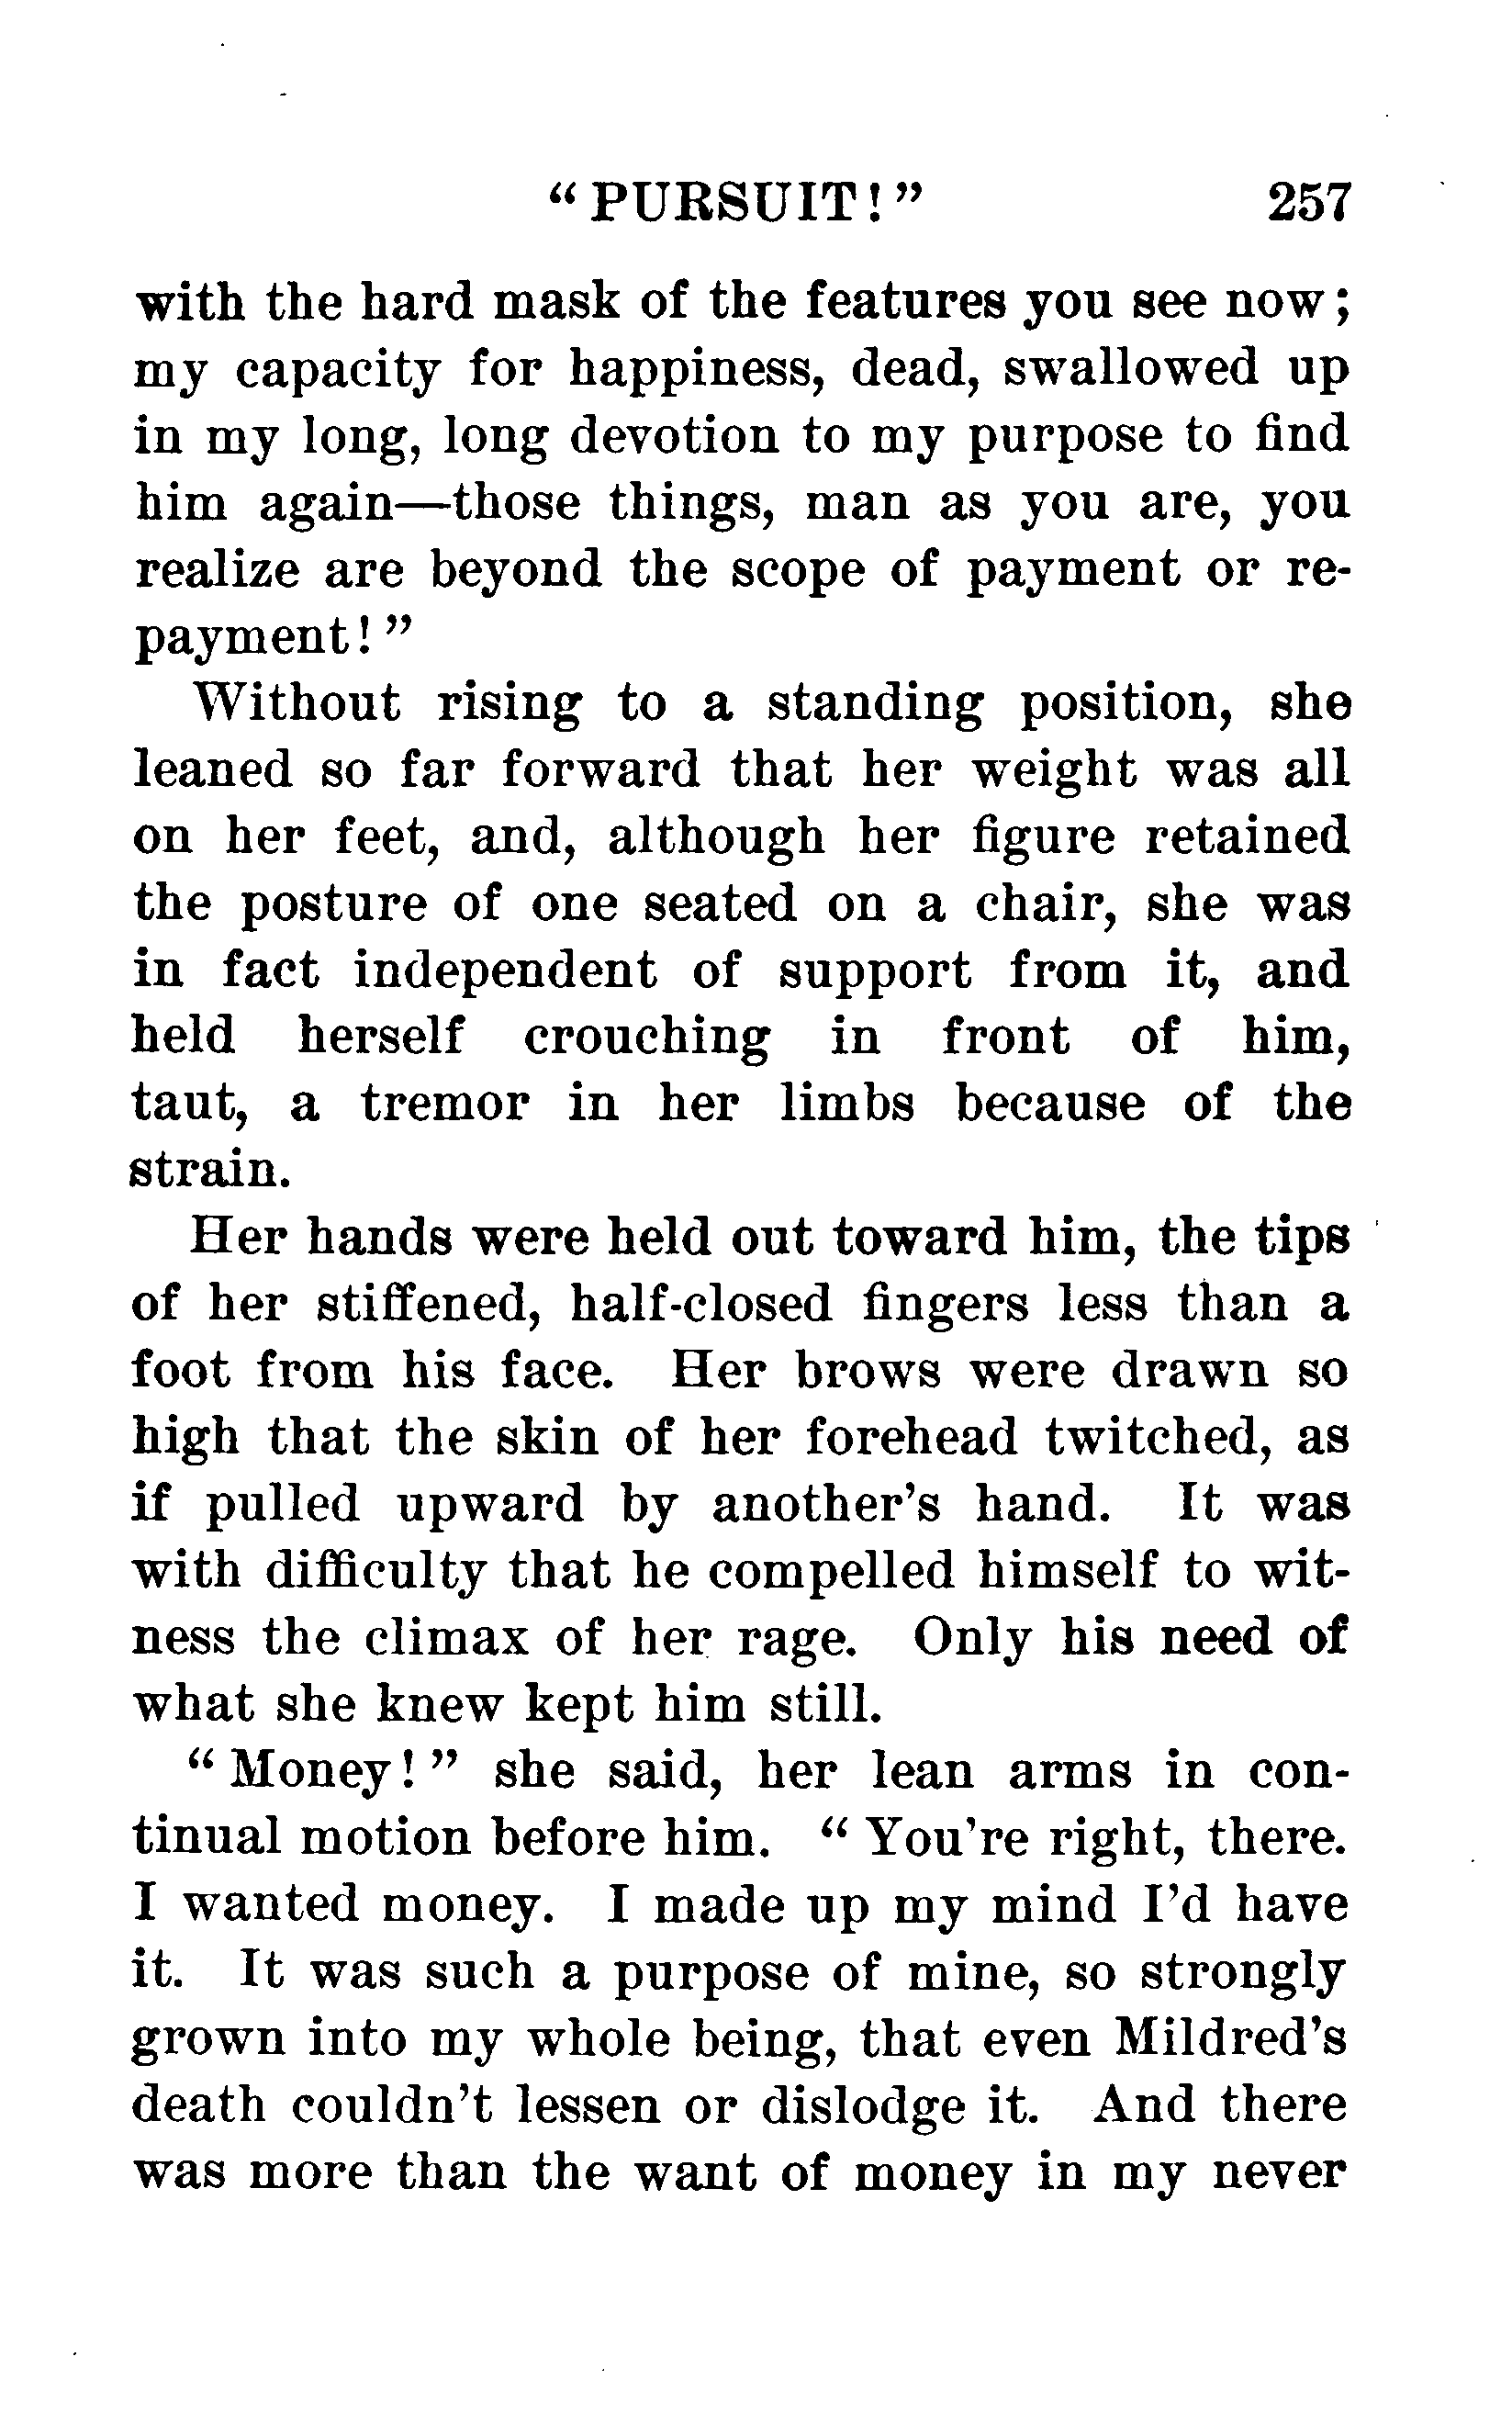 “ PURSUIT! ” 257
with the hard mask of the features you see now;
my capacity for happiness, dead, swallowed up
in my long, long devotion to my purpose to find
him again—those things, man as you are, you
realize are beyond the scope of payment or re-
payment! ”
Without rising to a standing position, she
leaned so far forward that her weight was all
on her feet, and, although her figure retained
the posture of one seated on a chair, she was
in fact independent of support from it, and
held herself crouching in front of him,
taut, a tremor in her limbs because of the
strain.
Her hands were held out toward him, the tips
of her stiffened, half-closed fingers less than a
foot from his face. Her brows were drawn so
high that the skin of her forehead twitched, as
if pulled upward by another’s hand. It was
with difficulty that he compelled himself to wit-
ness the climax of her rage. Only his need of
what she knew kept him still.
“ Money! ” she said, her lean arms in con-
tinual motion before him. “ You’re right, there.
I wanted money. I made up my mind I’d have
it. It was such a purpose of mine, so strongly
grown into my whole being, that even Mildred’s
death couldn’t lessen or dislodge it. And there
was more than the want of money in my never